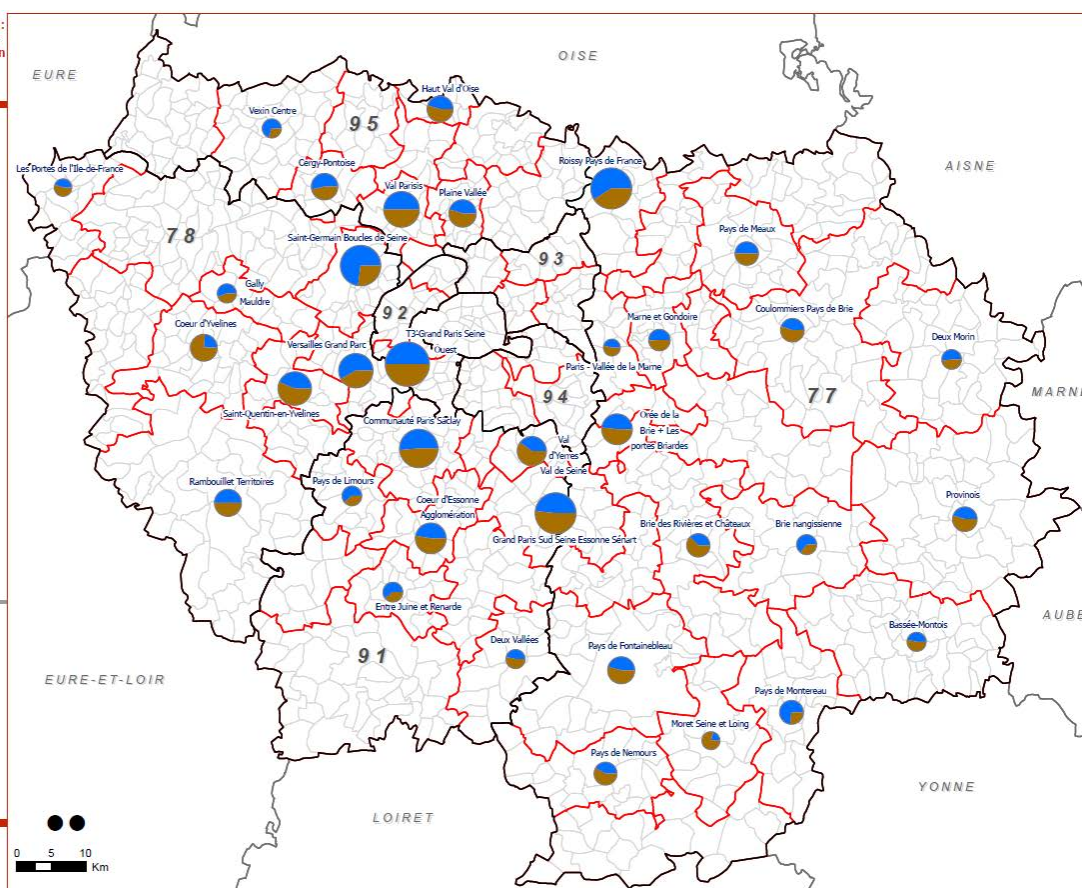 :
n
OISE
EURE
Haut Val d'Oise
Vexin Centre
95
AISNE
Les Portes de l'Ile-de-France
Cergy-Pontoise
Roissy Pays de France
Val Parisis
Plaine Vallée
78
Saint-Germain Boucles de Seine
Pays de Meaux
93
Gally
Mauldre
92
Marne et Gondoire
Coulommiers Pays de Brie
Coeur d'Yvelines
T3-Grand Paris Seine
Ouest
Versailles Grand Parc
Deux Morin
Paris - Vallée de la Marne
MARNE
94
77
Saint-Quentin-en-Yvelines
Communauté Paris Saclay
Orée de la
Brie + Les
portes Briardes
Val
d'Yerres
Val de Seine
Rambouillet Territoires
Pays de Limours
Coeur d'Essonne
Agglomération
Provinois
Brie des Rivières et Châteaux
Brie nangissienne
Grand Paris Sud Seine Essonne Sénart
Entre Juine et Renarde
AUBE
Bassée-Montois
Deux Vallées
Pays de Fontainebleau
91
EURE-ET-LOIR
Pays de Montereau
Moret Seine et Loing
Pays de Nemours
YONNE
LOIRET
0 5 10
Km